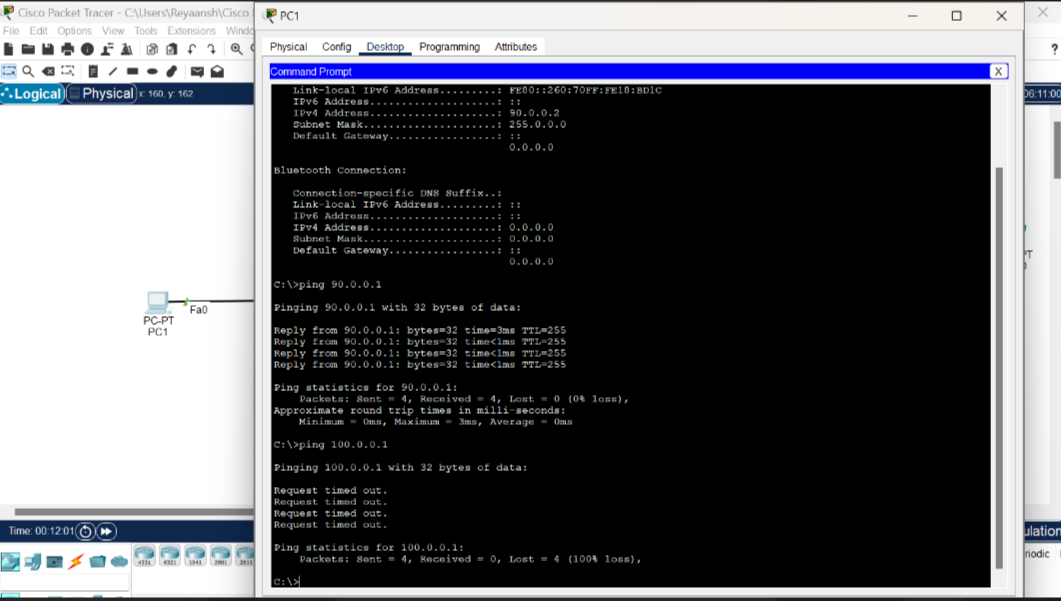 Cisco Packet Tracer - C:\Users\Reyaansh\Cisco
File Edit Options View Tools Extensions Windo
Logical Physical x: 160, y: 162
PC-PT
PC1
Fa0
Time: 00:12:01
4331 4321 1941 2901 2911
PC1
Physical Config Desktop Programming Attributes
Command Prompt X
Link-local IPv6 Address.........: FE80::260:70FF:FE18:BD1C
IPv6 Address....................: ::
IPv4 Address....................: 90.0.0.2
Subnet Mask.....................: 255.0.0.0
Default Gateway.................: ::
0.0.0.0
Bluetooth Connection:
Connection-specific DNS Suffix..:
Link-local IPv6 Address.........: ::
IPv6 Address....................: ::
IPv4 Address....................: 0.0.0.0
Subnet Mask.....................: 0.0.0.0
Default Gateway.................: ::
0.0.0.0
C:\>ping 90.0.0.1
Pinging 90.0.0.1 with 32 bytes of data:
Reply from 90.0.0.1: bytes=32 time=3ms TTL=255
Reply from 90.0.0.1: bytes=32 time<1ms TTL=255
Reply from 90.0.0.1: bytes=32 time<1ms TTL=255
Reply from 90.0.0.1: bytes=32 time<1ms TTL=255
Ping statistics for 90.0.0.1:
Packets: Sent = 4, Received = 4, Lost = 0 (0% loss),
Approximate round trip times in milli-seconds:
Minimum = 0ms, Maximum = 3ms, Average = 0ms
C:\>ping 100.0.0.1
Pinging 100.0.0.1 with 32 bytes of data:
Request timed out.
Request timed out.
Request timed out.
Request timed out.
Ping statistics for 100.0.0.1:
Packets: Sent = 4, Received = 0, Lost = 4 (100% loss),
C:\>
?
06:11:00
ulation
riodic